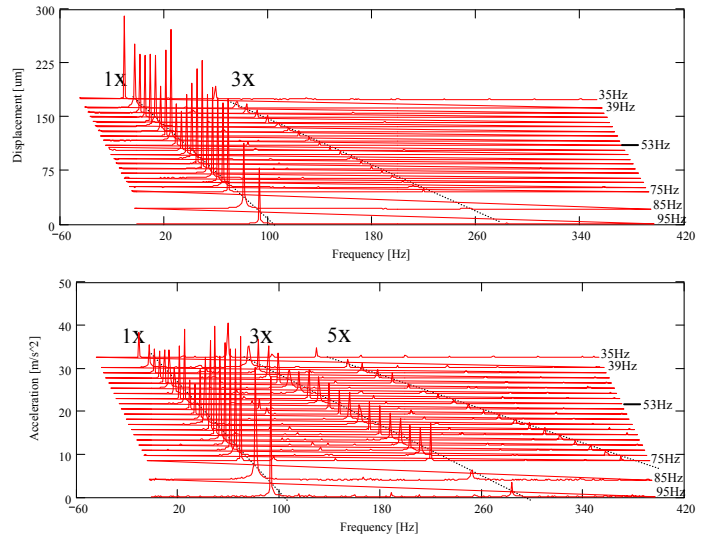 300
225
150
75
0
Displacement [um]
1x
3x
35Hz
39Hz
53Hz
75Hz
85Hz
95Hz
−60
20
100
180
260
340
420
Frequency [Hz]
50
40
30
20
10
0
Acceleration [m/s^2]
1x
3x
5x
35Hz
39Hz
53Hz
75Hz
85Hz
95Hz
−60
20
100
180
260
340
420
Frequency [Hz]